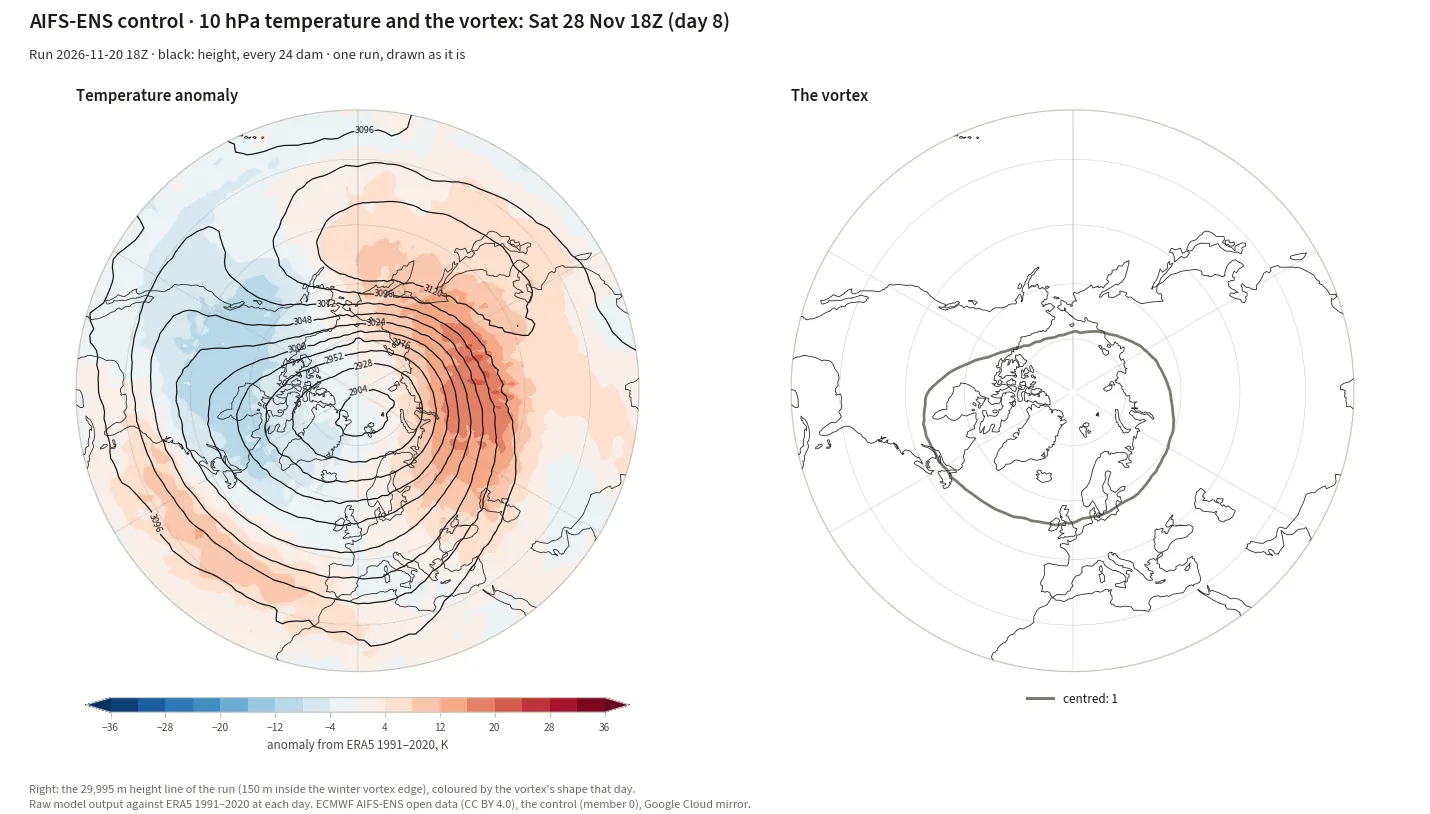 AIFS-ENS control · 10 hPa temperature and the vortex: Sat 28 Nov 18Z (day 8)
Run 2026-11-20 18Z · black: height, every 24 dam · one run, drawn as it is
Temperature anomaly
The vortex
3096
3120
3096
3072
3048
3024
3000
2976
2952
2928
2904
3096
centred: 1
−36 −28 −20 −12 −4 4 12 20 28 36
anomaly from ERA5 1991–2020, K
Right: the 29,995 m height line of the run (150 m inside the winter vortex edge), coloured by the vortex's shape that day.
Raw model output against ERA5 1991–2020 at each day. ECMWF AIFS-ENS open data (CC BY 4.0), the control (member 0), Google Cloud mirror.